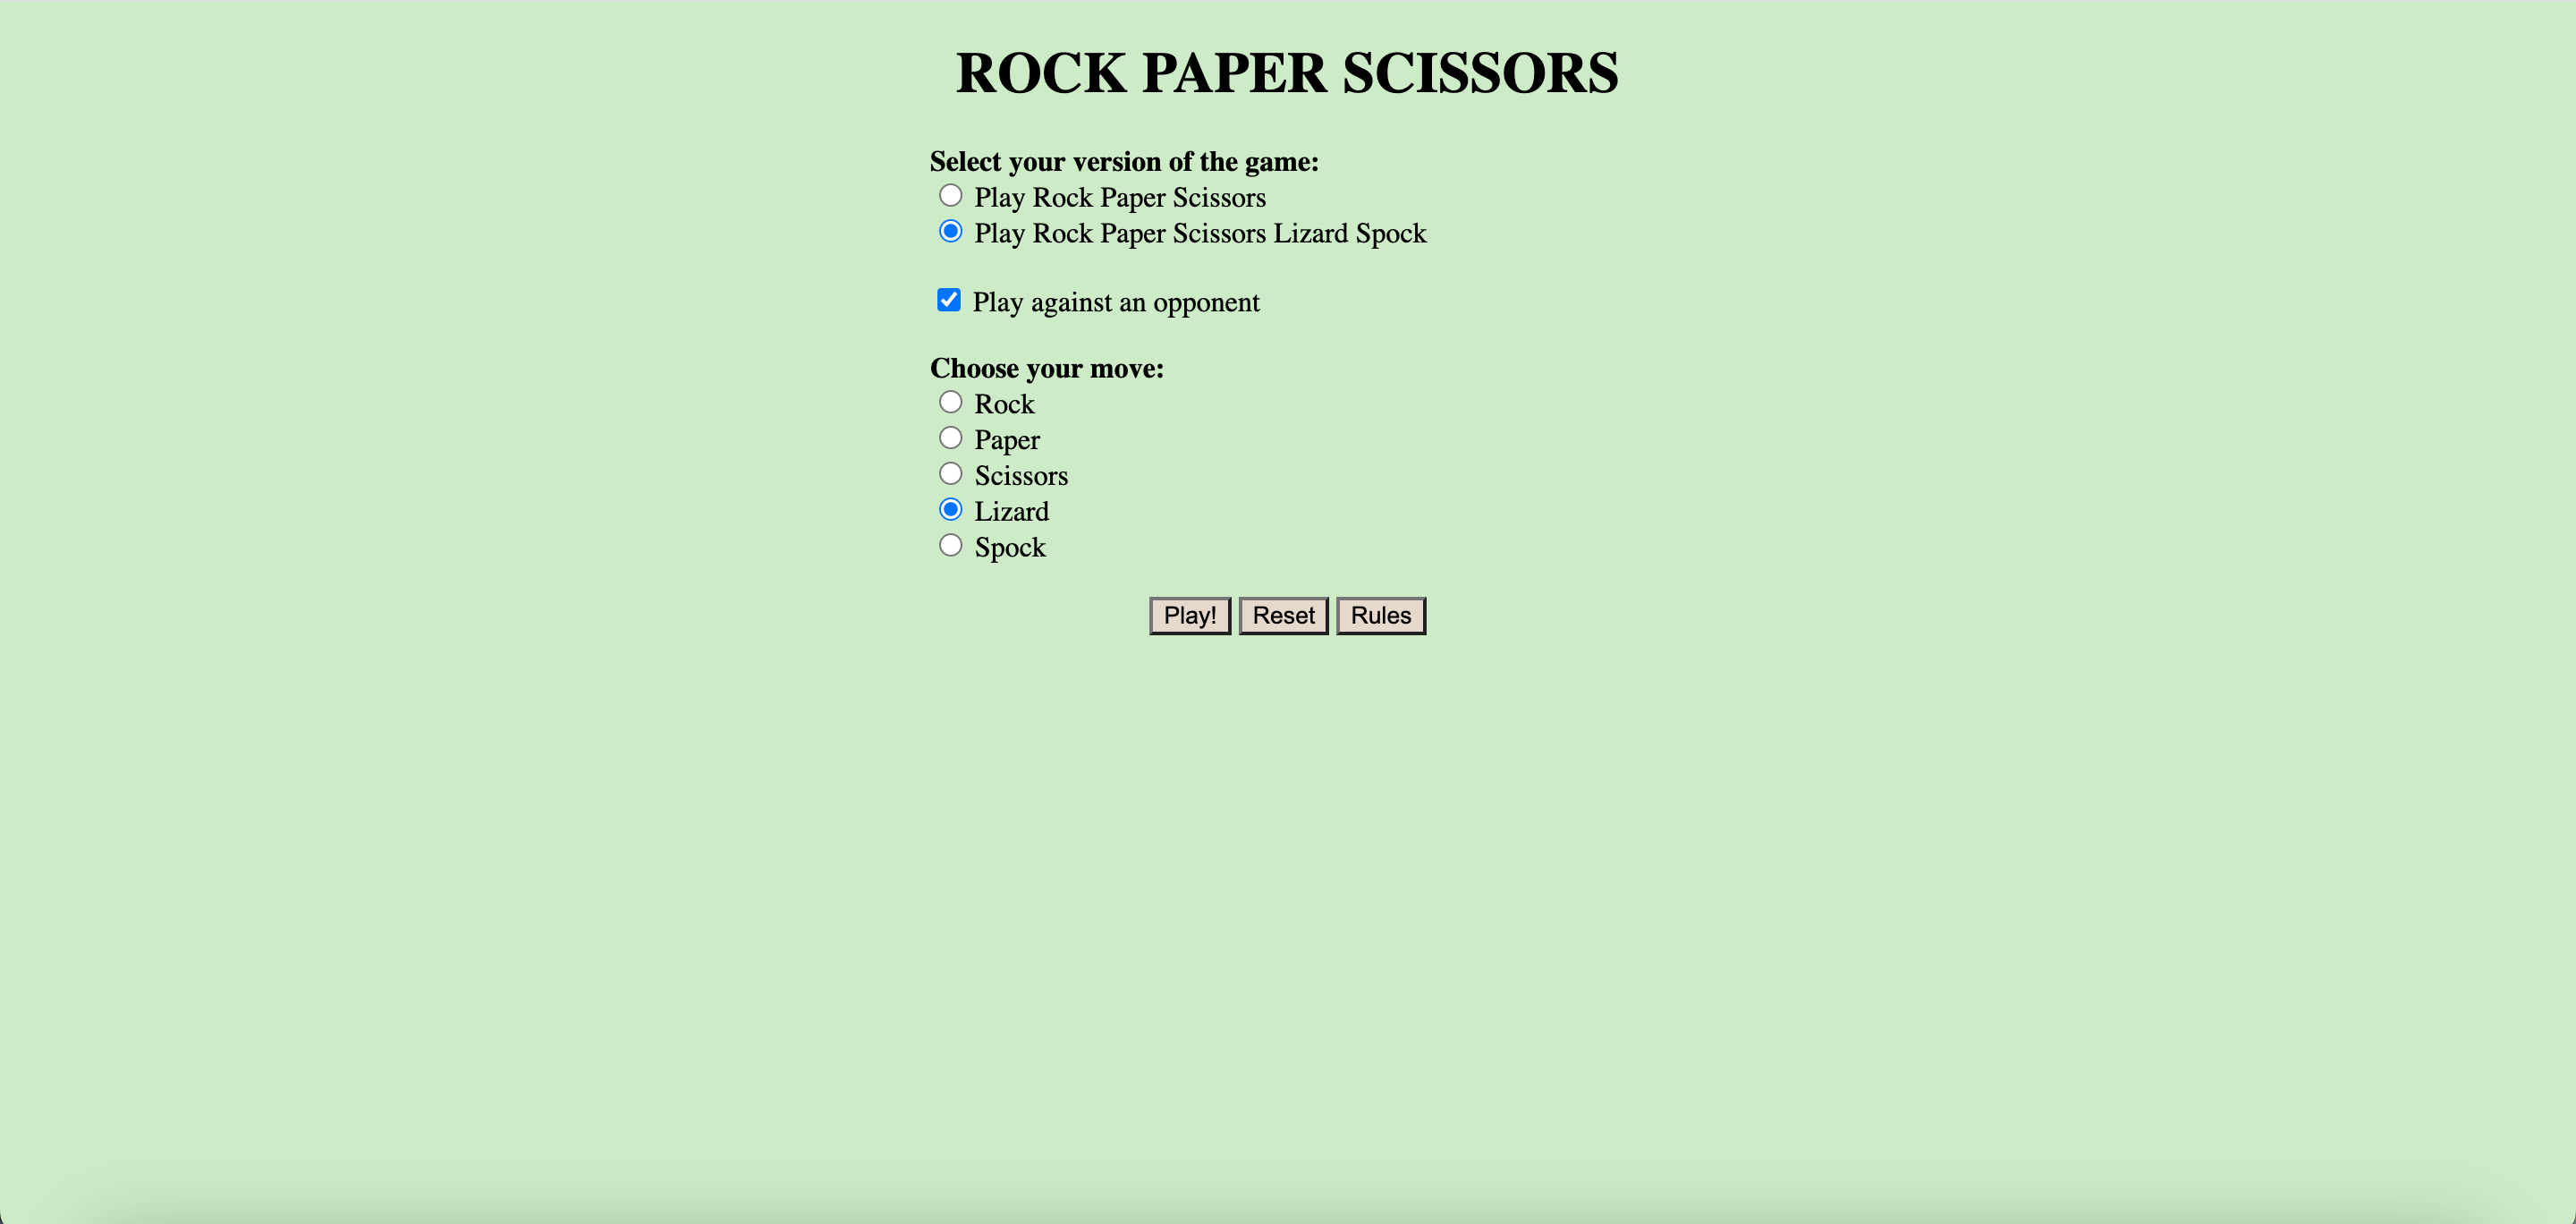 ROCK PAPER SCISSORS
Select your version of the game:
Play Rock Paper Scissors
Play Rock Paper Scissors Lizard Spock
Play against an opponent
Choose your move:
Rock
Paper
Scissors
Lizard
Spock
Play! Reset Rules